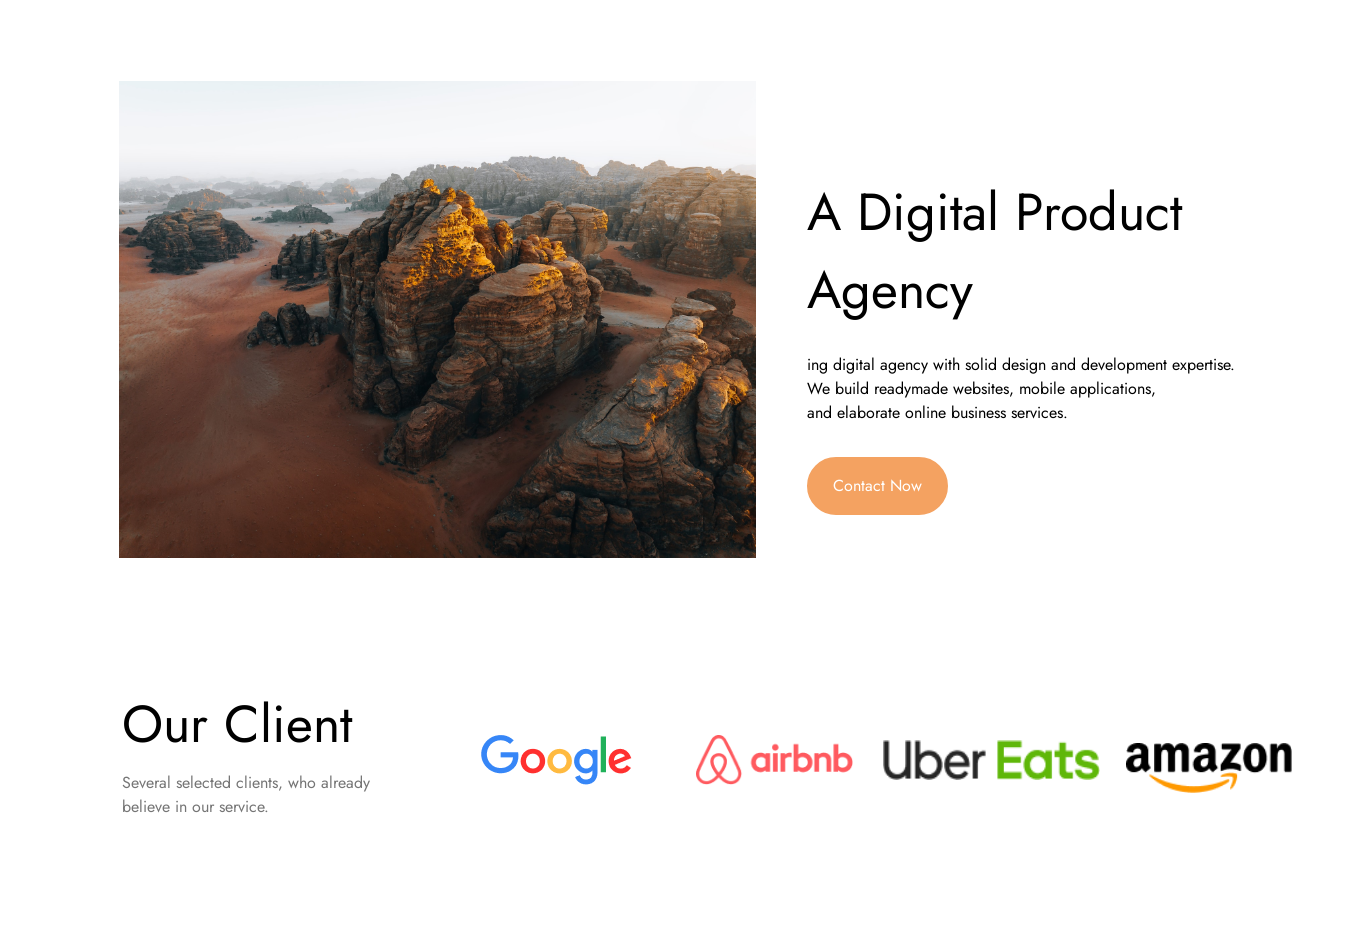 A Digital Product
Agency
ing digital agency with solid design and development expertise.
We build readymade websites, mobile applications,
and elaborate online business services.
Contact Now
Our Client
Several selected clients, who already
believe in our service.
Google
airbnb
Uber Eats
amazon